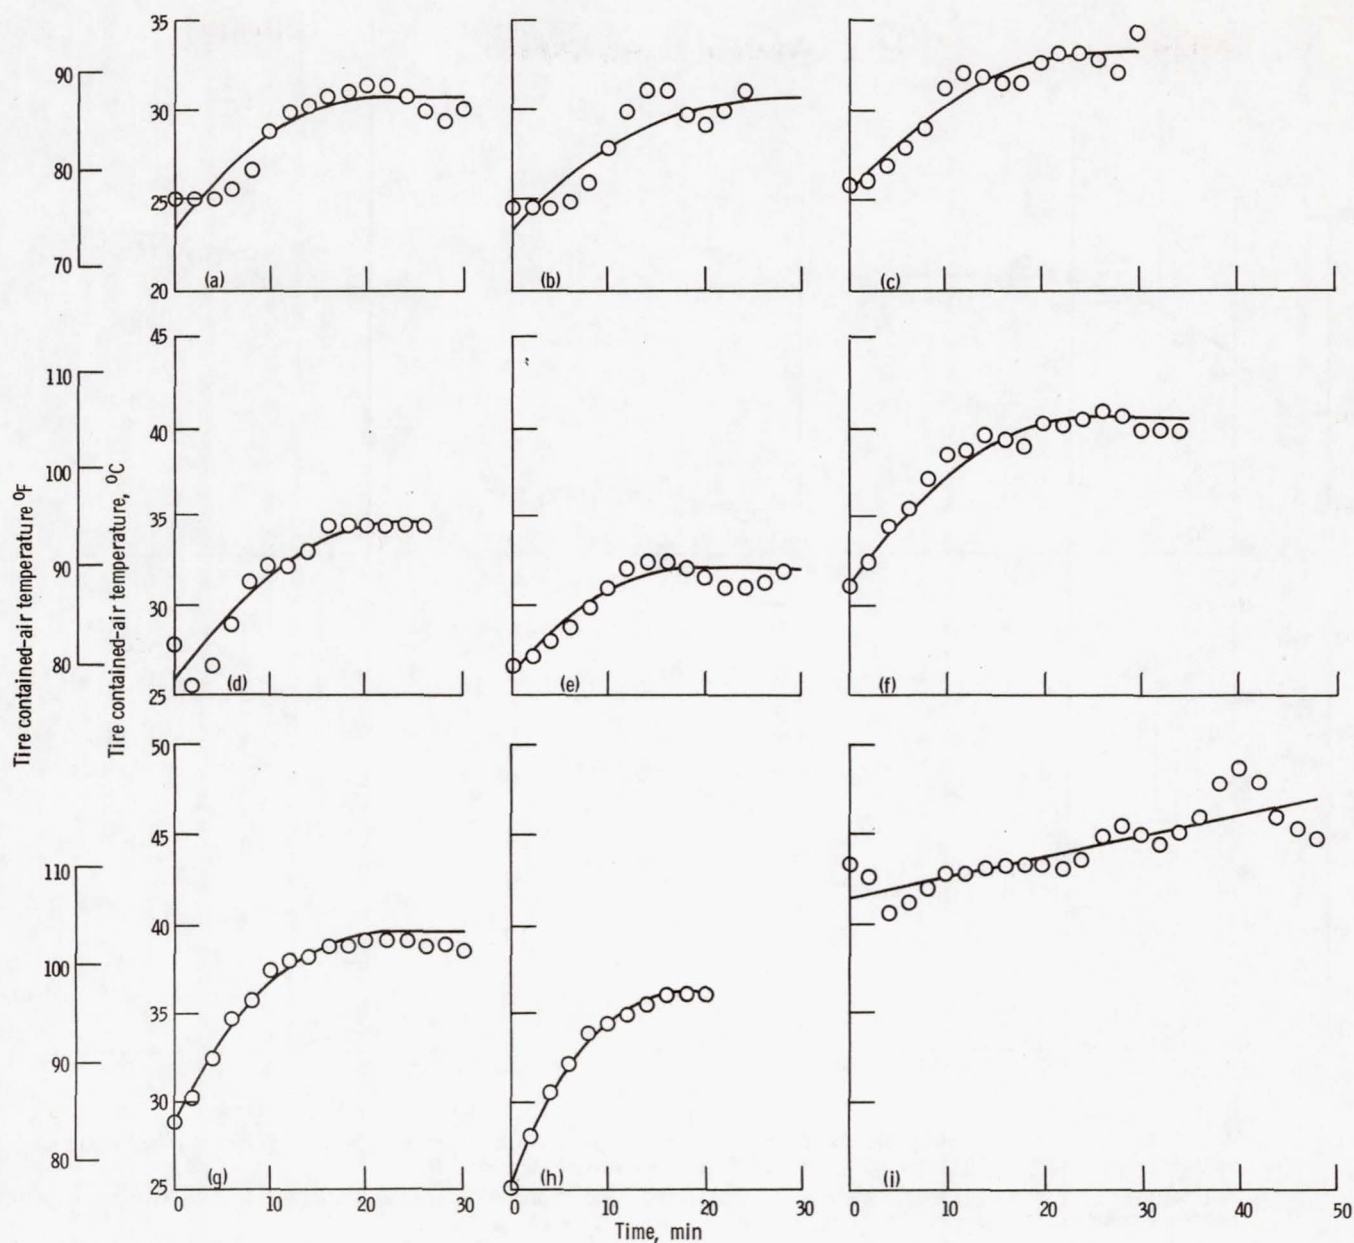 35
90
30
80
25
70
20
(a)
(b)
(c)
45
110
40
100
35
90
30
80
25
(d)
(e)
(f)
Tire contained-air temperature °F
Tire contained-air temperature, °C
50
45
110
40
100
35
90
30
80
25
(g)
(h)
(i)
0 10 20 30
0 10 20 30
0 10 20 30 40 50
Time, min